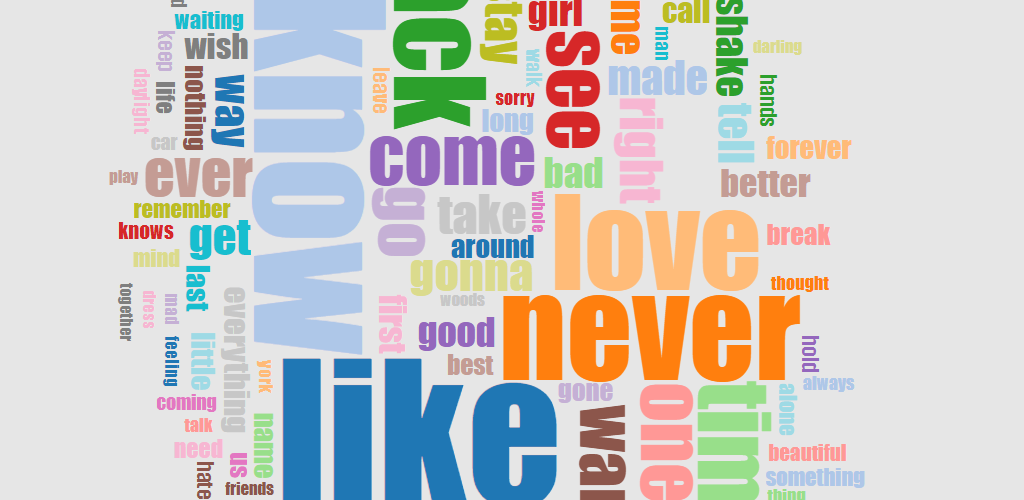 waiting
wish
keep
daylight
life
nothing
way
car
play
ever
remember
knows
get
mind
last
together
dress
mad
feeling
little
everything
coming
talk
need
us
hate
friends
name
york
know
leave
stay
girl
walk
see
sorry
long
come
go
take
whole
around
gonna
woods
first
good
best
like
me
man
call
made
shake
darling
hands
right
tell
forever
bad
better
love
break
thought
never
hold
gone
one
alone
always
beautiful
something
thing